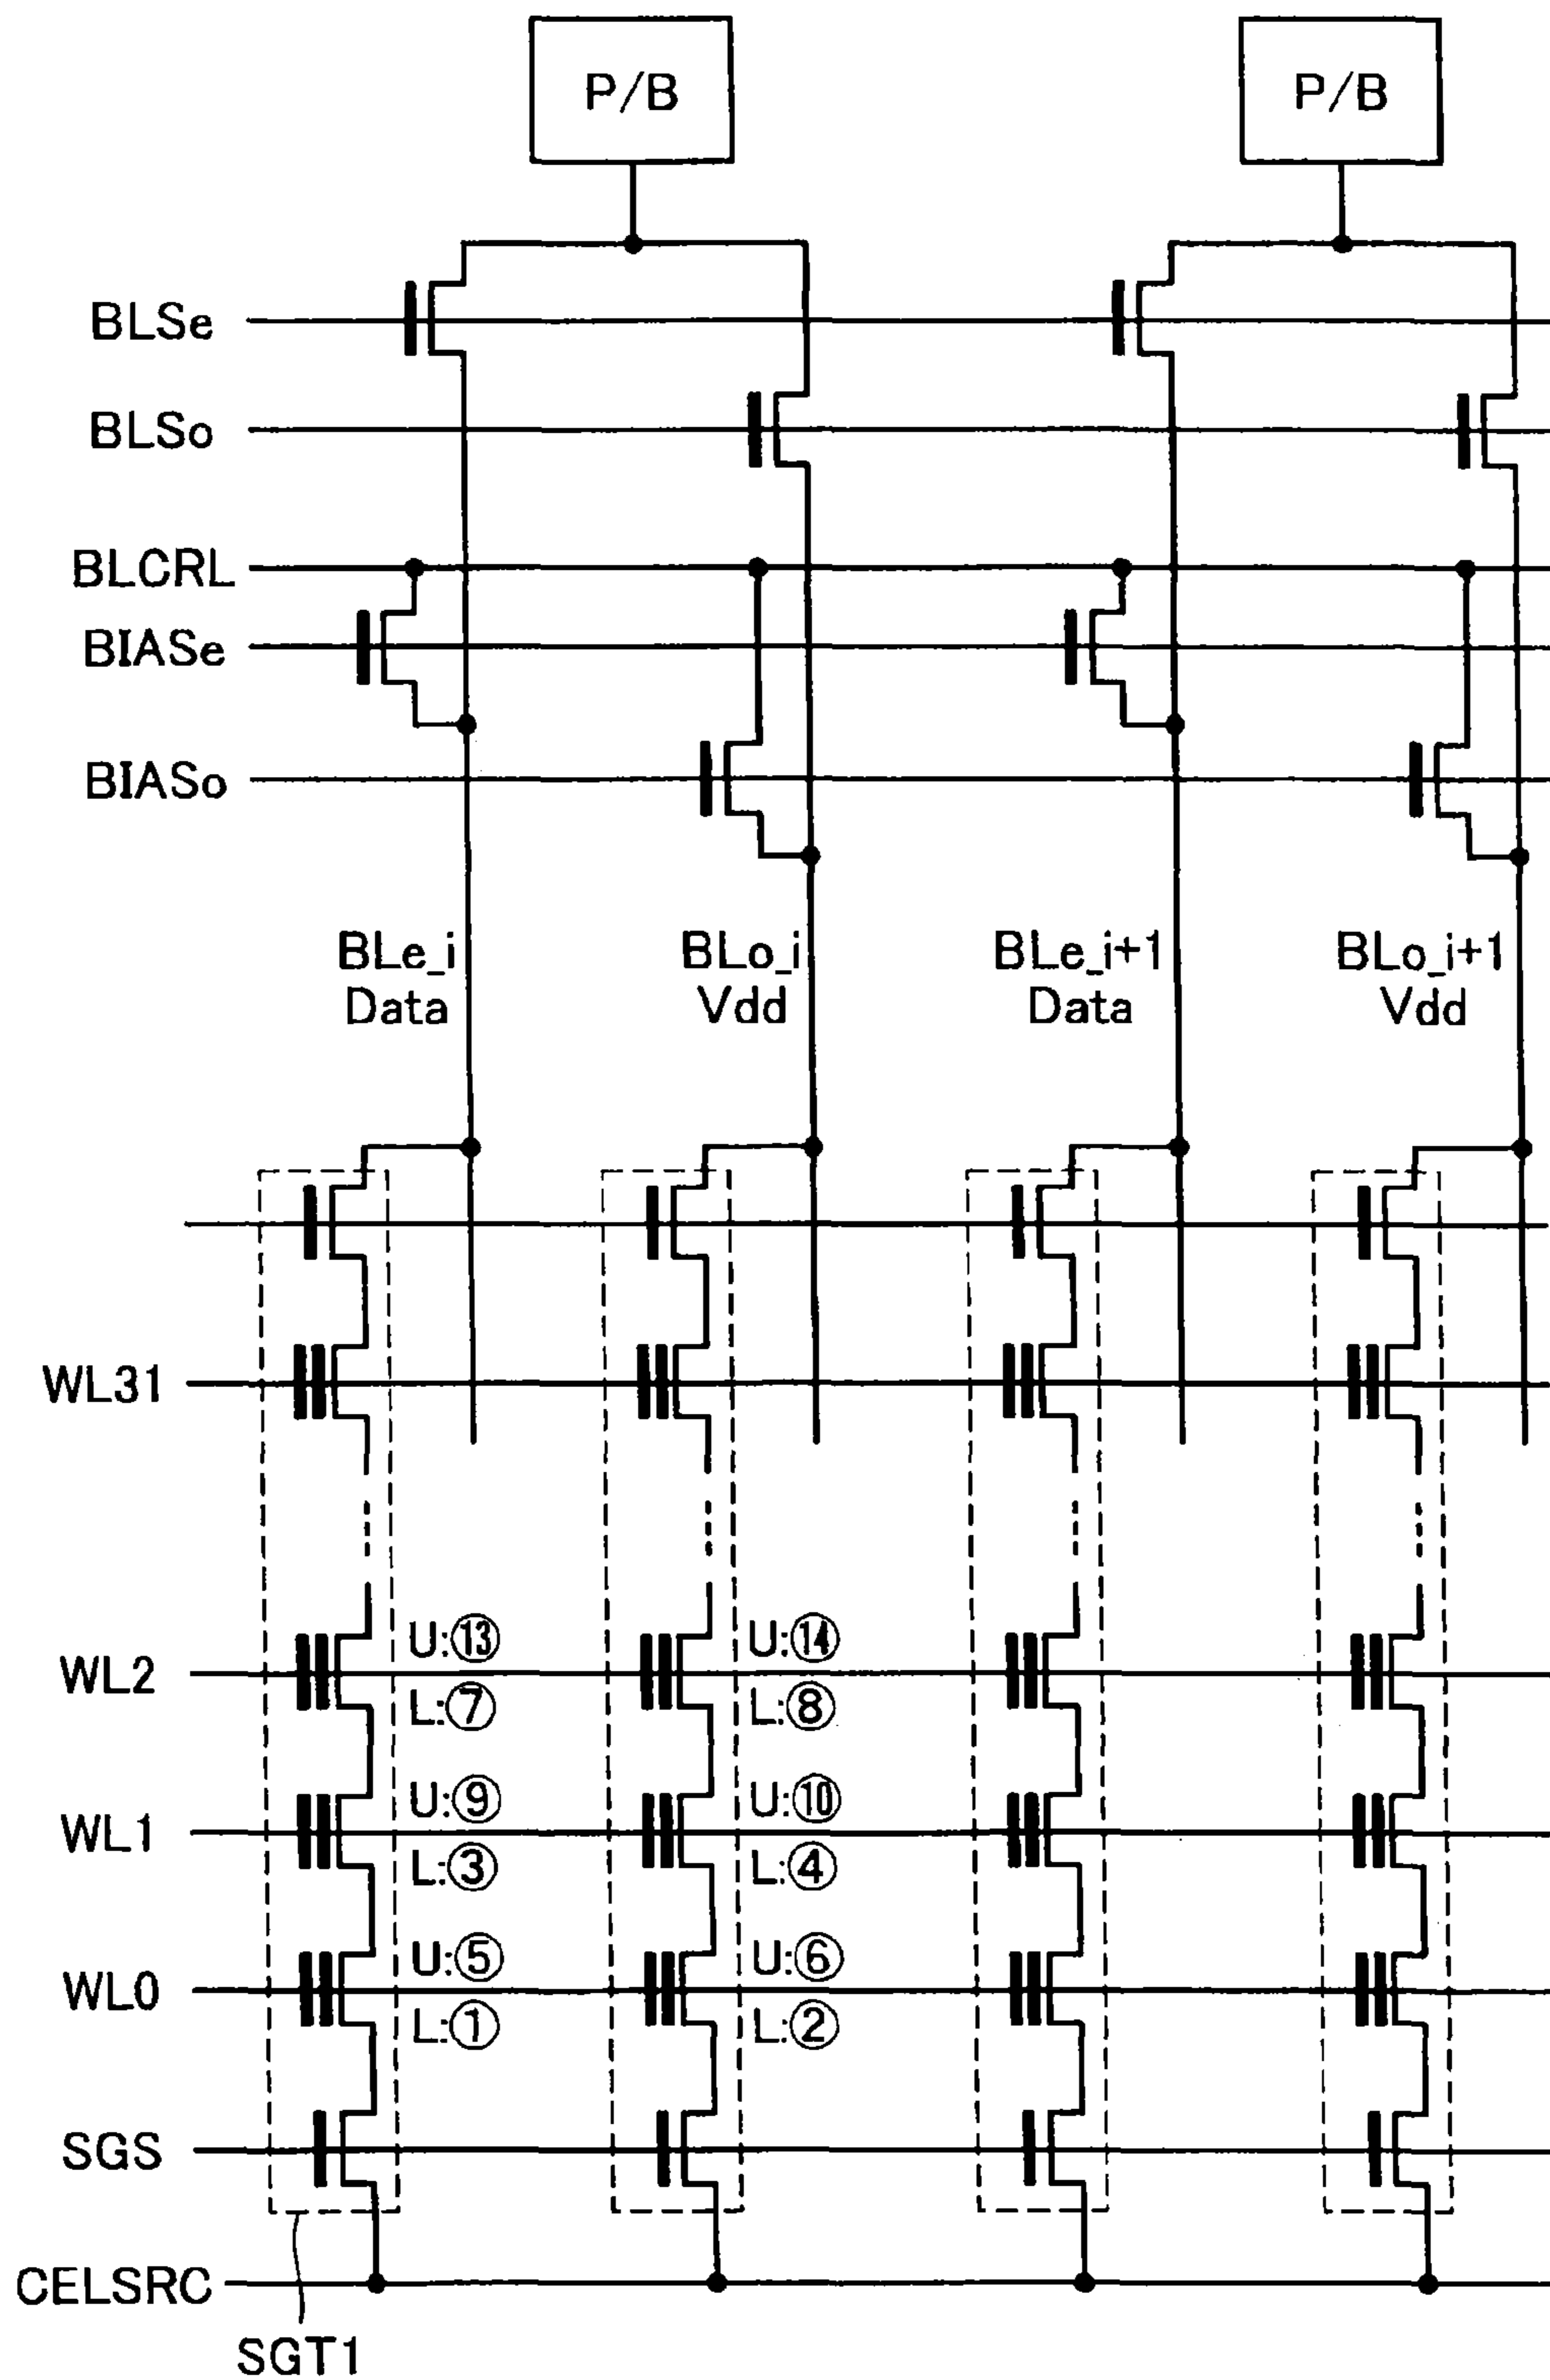 P/B P/B
BLSe
BLSo
BLCRL
BIASe
BIASo
BLe_i BLo_i BLe_i+1 BLo_i+1
Data Vdd Data Vdd
WL31
U:⑬ U:⑭
WL2
L:⑦ L:⑧
U:⑨ U:⑩
WL1
L:③ L:④
U:⑤ U:⑥
WL0
L:① L:②
SGS
CELSRC
SGT1